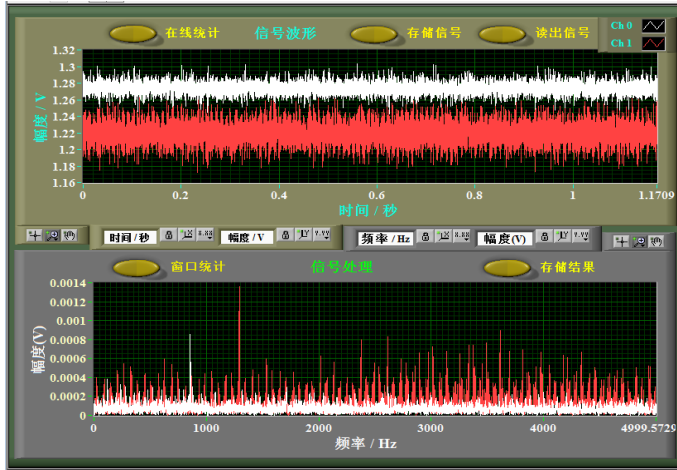 在线统计 信号波形 存储信号 读出信号 Ch 0
Ch 1
幅度 / V
1.32
1.3
1.28
1.26
1.24
1.22
1.2
1.18
1.16
0 0.2 0.4 0.6 0.8 1 1.1709
时间 / 秒
时间 / 秒 幅度 / V 频率 / Hz 幅度(V)
窗口统计 信号处理 存储结果
幅度(V)
0.0014
0.0012
0.001
0.0008
0.0006
0.0004
0.0002
0
0 1000 2000 3000 4000 4999.5729
频率 / Hz